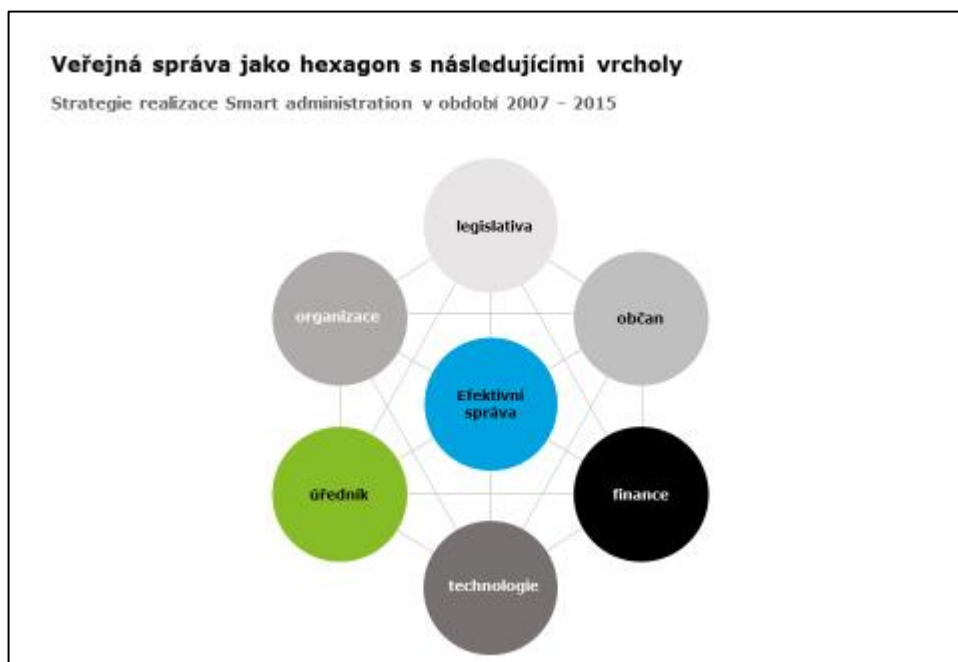 Veřejná správa jako hexagon s následujícími vrcholy
Strategie realizace Smart administration v období 2007 – 2015
legislativa
organizace
občan
Efektivní
správa
úředník
finance
technologie